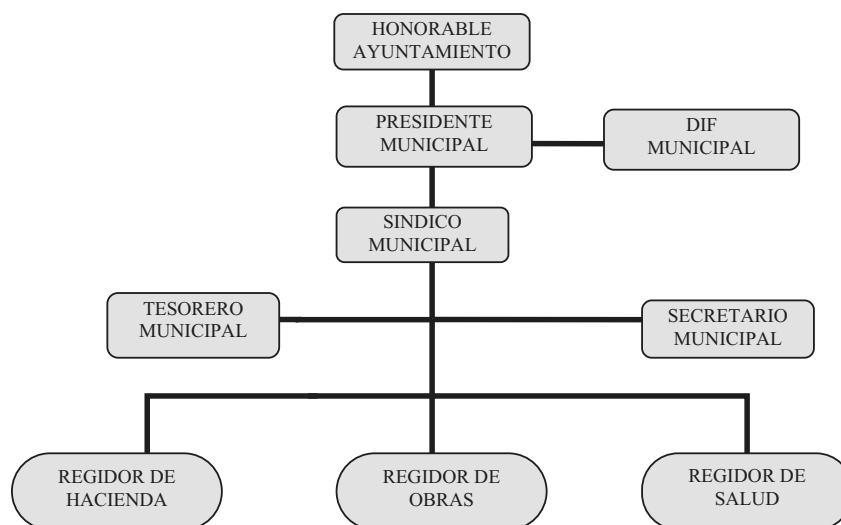 HONORABLE
AYUNTAMIENTO
PRESIDENTE
MUNICIPAL
DIF
MUNICIPAL
SINDICO
MUNICIPAL
TESORERO
MUNICIPAL
SECRETARIO
MUNICIPAL
REGIDOR DE
HACIENDA
REGIDOR DE
OBRAS
REGIDOR DE
SALUD